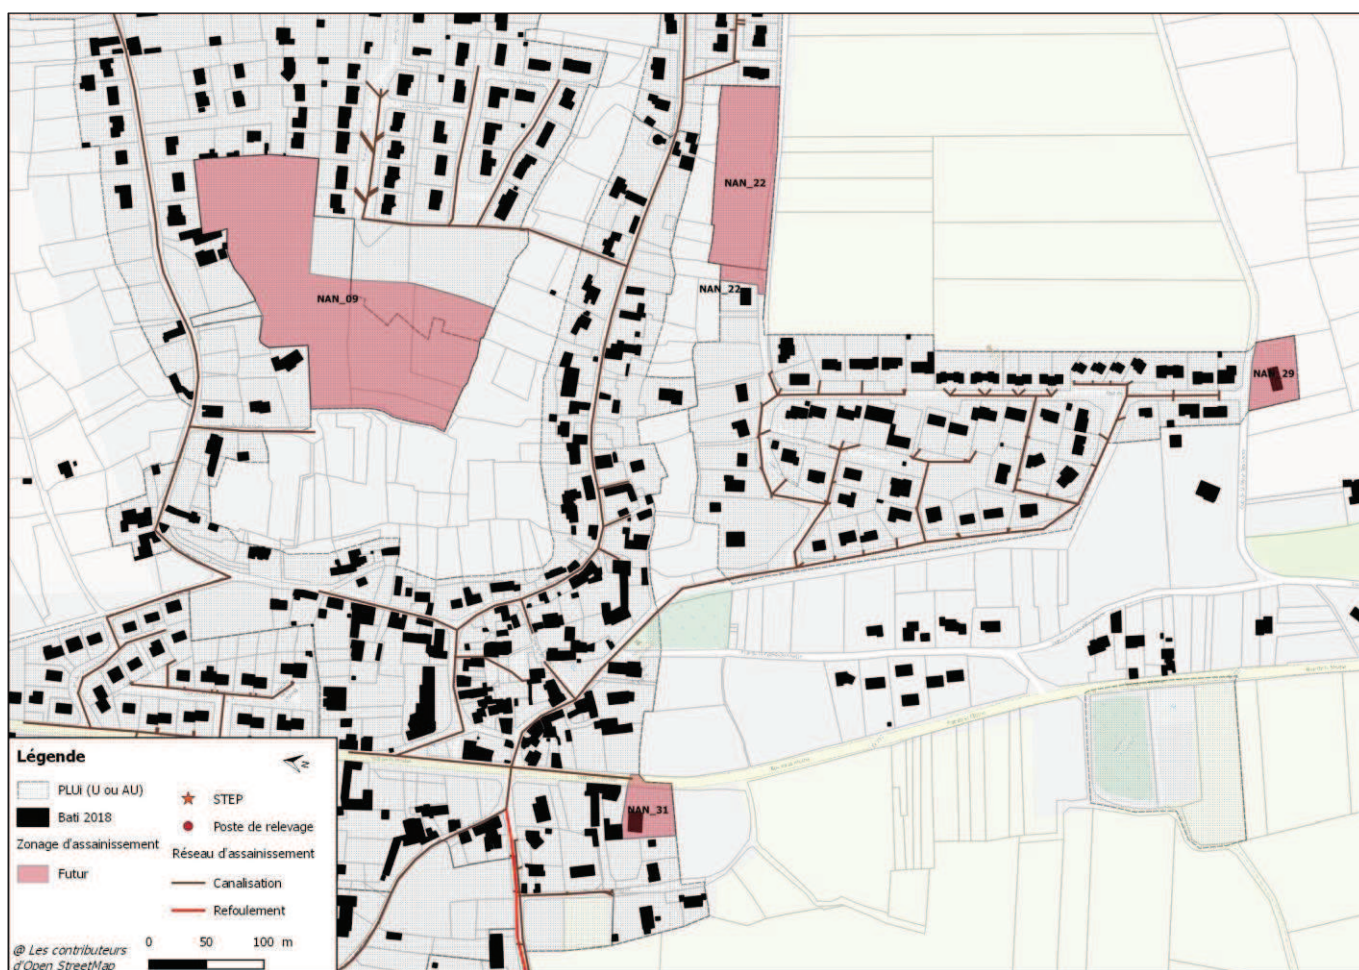 NAN_22
NAN_09
NAN_22
NAN_29
NAN_31
Légende
N
PLUi (U ou AU)
Bati 2018
Zonage d'assainissement
Futur
STEP
Poste de relevage
Réseau d'assainissement
Canalisation
Refoulement
0 50 100 m
@ Les contributeurs
d'Open StreetMap